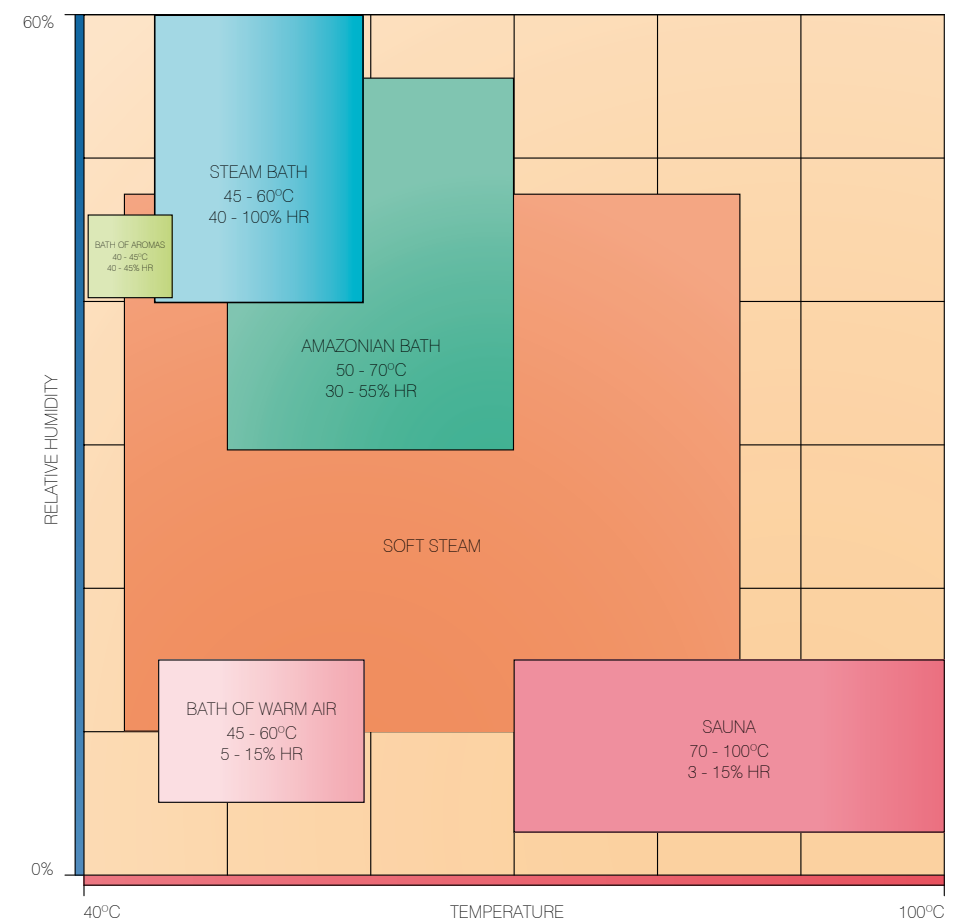 60%
STEAM BATH
45 - 60ºC
40 - 100% HR
BATH OF AROMAS
40 - 45ºC
40 - 45% HR
AMAZONIAN BATH
50 - 70ºC
30 - 55% HR
RELATIVE HUMIDITY
SOFT STEAM
BATH OF WARM AIR
45 - 60ºC
5 - 15% HR
SAUNA
70 - 100ºC
3 - 15% HR
0%
40ºC
TEMPERATURE
100ºC